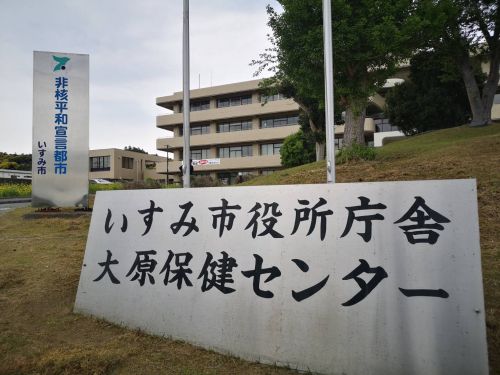 非核平和宣言都市
いすみ市
いすみ市役所庁舎
大原保健センター